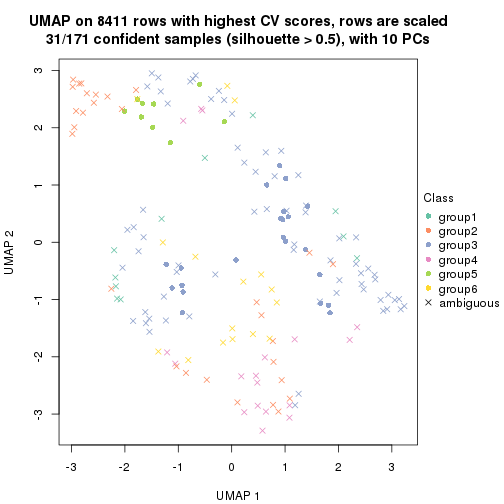 UMAP on 8411 rows with highest CV scores, rows are scaled
31/171 confident samples (silhouette > 0.5), with 10 PCs
3
2
1
0
-1
-2
-3
UMAP 2
-3
-2
-1
0
1
2
3
UMAP 1
Class
group1
group2
group3
group4
group5
group6
ambiguous